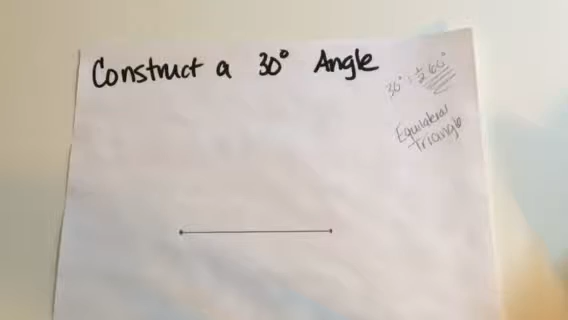 Construct a 30° Angle
30° : ½ 60°
Equilateral
Triangle